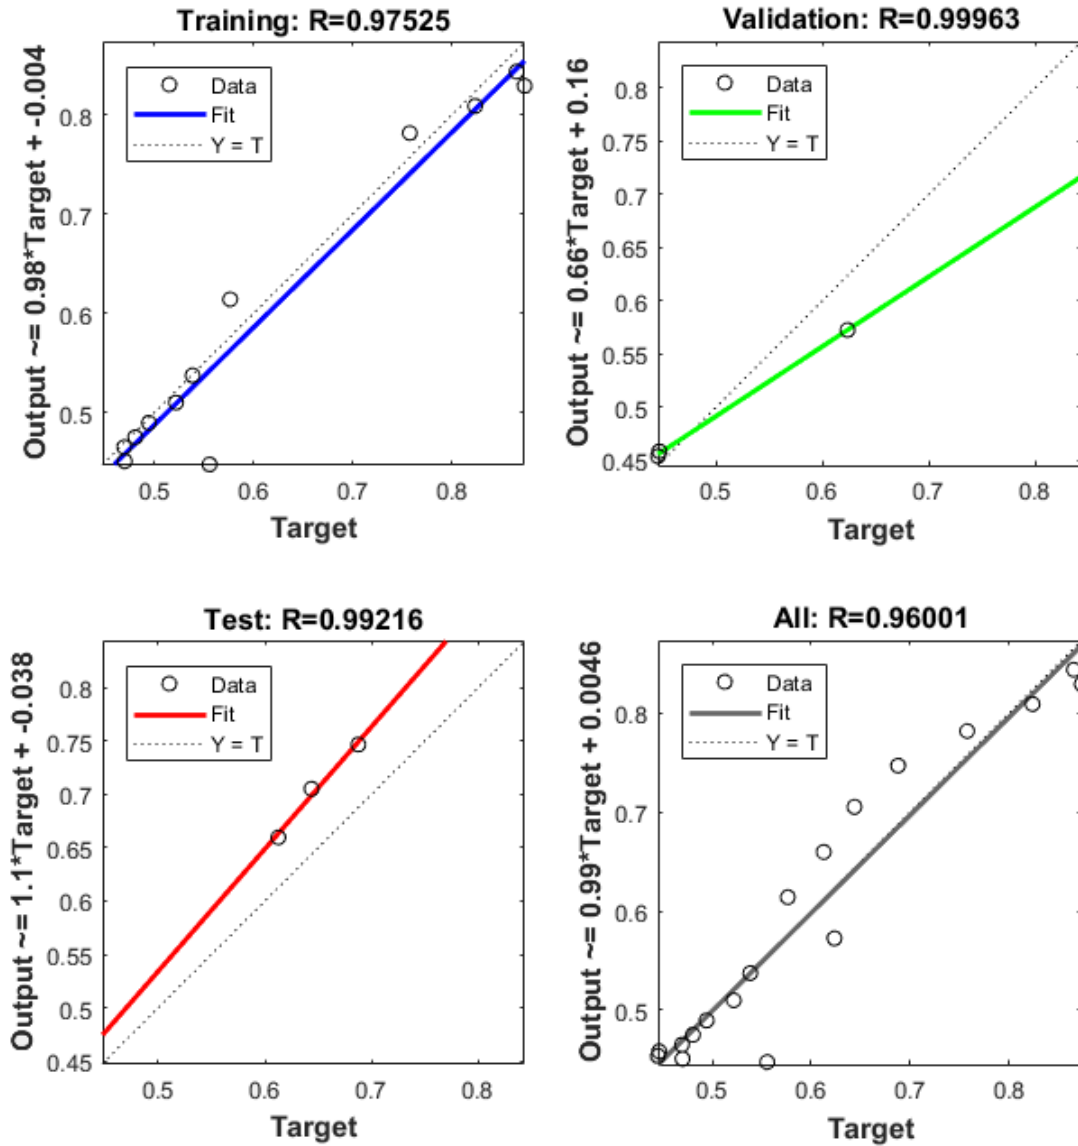 Training: R=0.97525
Output ~= 0.98*Target + -0.004
Data
Fit
Y = T
0.8
0.7
0.6
0.5
0.5 0.6 0.7 0.8
Target
Validation: R=0.99963
Output ~= 0.66*Target + 0.16
Data
Fit
Y = T
0.8
0.75
0.7
0.65
0.6
0.55
0.5
0.45
0.5 0.6 0.7 0.8
Target
Test: R=0.99216
Output ~= 1.1*Target + -0.038
Data
Fit
Y = T
0.8
0.75
0.7
0.65
0.6
0.55
0.5
0.45
0.5 0.6 0.7 0.8
Target
All: R=0.96001
Output ~= 0.99*Target + 0.0046
Data
Fit
Y = T
0.8
0.7
0.6
0.5
0.5 0.6 0.7 0.8
Target